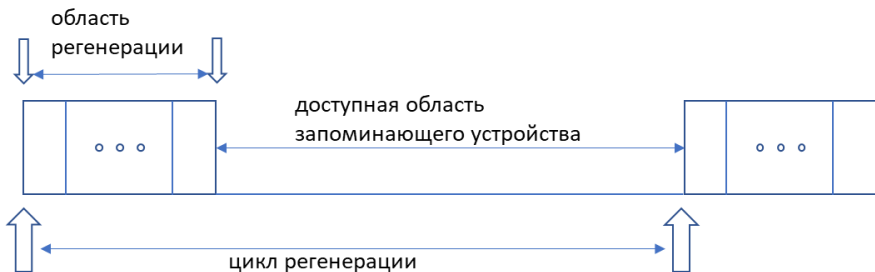 область
регенерации
доступная область
запоминающего устройства
цикл регенерации